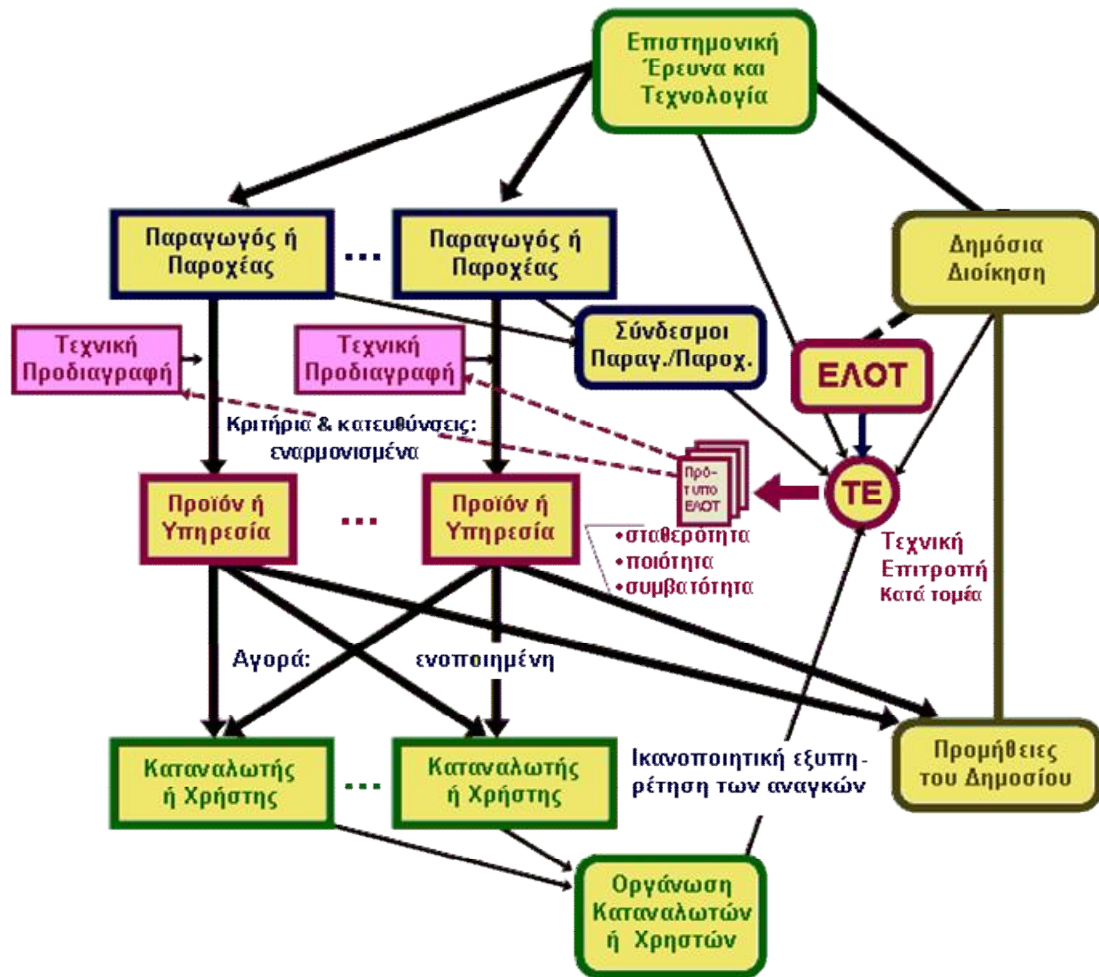 Επιστημονική
Έρευνα και
Τεχνολογία
Παραγωγός ή
Παροχέας
...
Παραγωγός ή
Παροχέας
Δημόσια
Διοίκηση
Τεχνική
Προδιαγραφή
Τεχνική
Προδιαγραφή
Σύνδεσμοι
Παραγ./Παροχ.
ΕΛΟΤ
Κριτήρια & κατευθύνσεις:
εναρμονισμένα
Πρό-
τυπο
ΕΛΟΤ
ΤΕ
Προϊόν ή
Υπηρεσία
...
Προϊόν ή
Υπηρεσία
•σταθερότητα
•ποιότητα
•συμβατότητα
Τεχνική
Επιτροπή
Κατά τομέα
Αγορά: ενοποιημένη
Καταναλωτής
ή Χρήστης
...
Καταναλωτής
ή Χρήστης
Ικανοποιητική εξυπη-
ρέτηση των αναγκών
Προμήθειες
του Δημοσίου
Οργάνωση
Καταναλωτών
ή Χρηστών